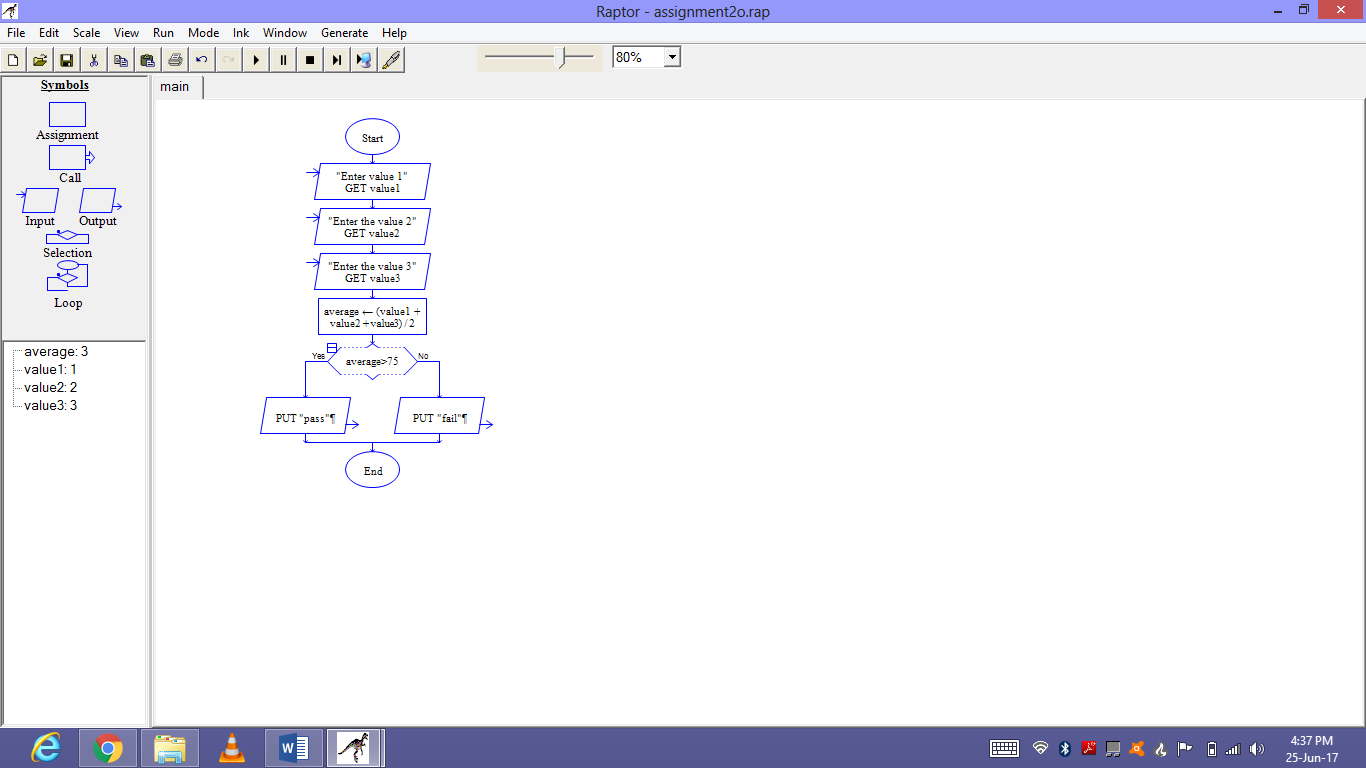 Raptor - assignment2o.rap
File Edit Scale View Run Mode Ink Window Generate Help
80%
Symbols
Assignment
Call
Input Output
Selection
Loop
average: 3
value1: 1
value2: 2
value3: 3
main
Start
"Enter value 1"
GET value1
"Enter the value 2"
GET value2
"Enter the value 3"
GET value3
average ← (value1 +
value2 +value3) / 2
Yes average>75 No
PUT "pass"¶ PUT "fail"¶
End
4:37 PM
25-Jun-17